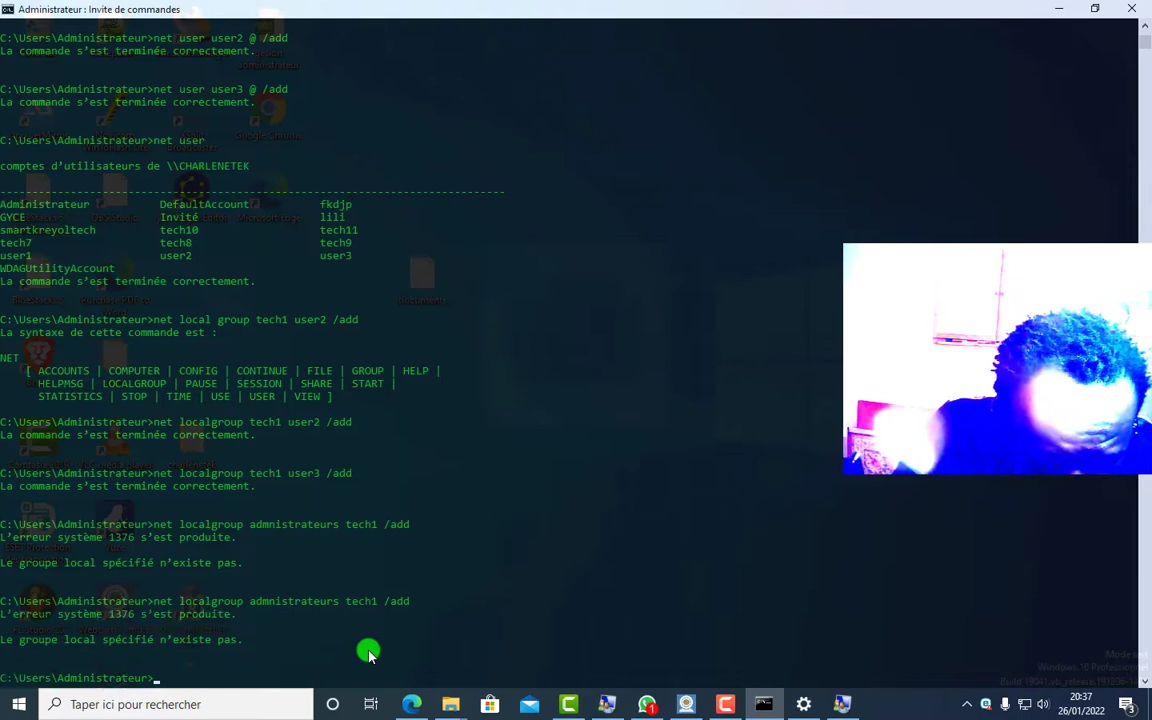 Administrateur : Invite de commandes
C:\Users\Administrateur>net user user2 @ /add
La commande s'est terminée correctement.
C:\Users\Administrateur>net user user3 @ /add
La commande s'est terminée correctement.
C:\Users\Administrateur>net user
comptes d'utilisateurs de \\CHARLENETEK
-------------------------------------------------------------------------------
Administrateur DefaultAccount fkdjp
GYCE Invité lili
smartkreyoltech tech10 tech11
tech7 tech8 tech9
user1 user2 user3
WDAGUtilityAccount
La commande s'est terminée correctement.
C:\Users\Administrateur>net local group tech1 user2 /add
La syntaxe de cette commande est :
NET
[ ACCOUNTS | COMPUTER | CONFIG | CONTINUE | FILE | GROUP | HELP |
HELPMSG | LOCALGROUP | PAUSE | SESSION | SHARE | START |
STATISTICS | STOP | TIME | USE | USER | VIEW ]
C:\Users\Administrateur>net localgroup tech1 user2 /add
La commande s'est terminée correctement.
C:\Users\Administrateur>net localgroup tech1 user3 /add
La commande s'est terminée correctement.
C:\Users\Administrateur>net localgroup admnistrateurs tech1 /add
L'erreur système 1376 s'est produite.
Le groupe local spécifié n'existe pas.
C:\Users\Administrateur>net localgroup admnistrateurs tech1 /add
L'erreur système 1376 s'est produite.
Le groupe local spécifié n'existe pas.
C:\Users\Administrateur>
Windows 10 Professionnel
Taper ici pour rechercher
1
20:37
26/01/2022
3